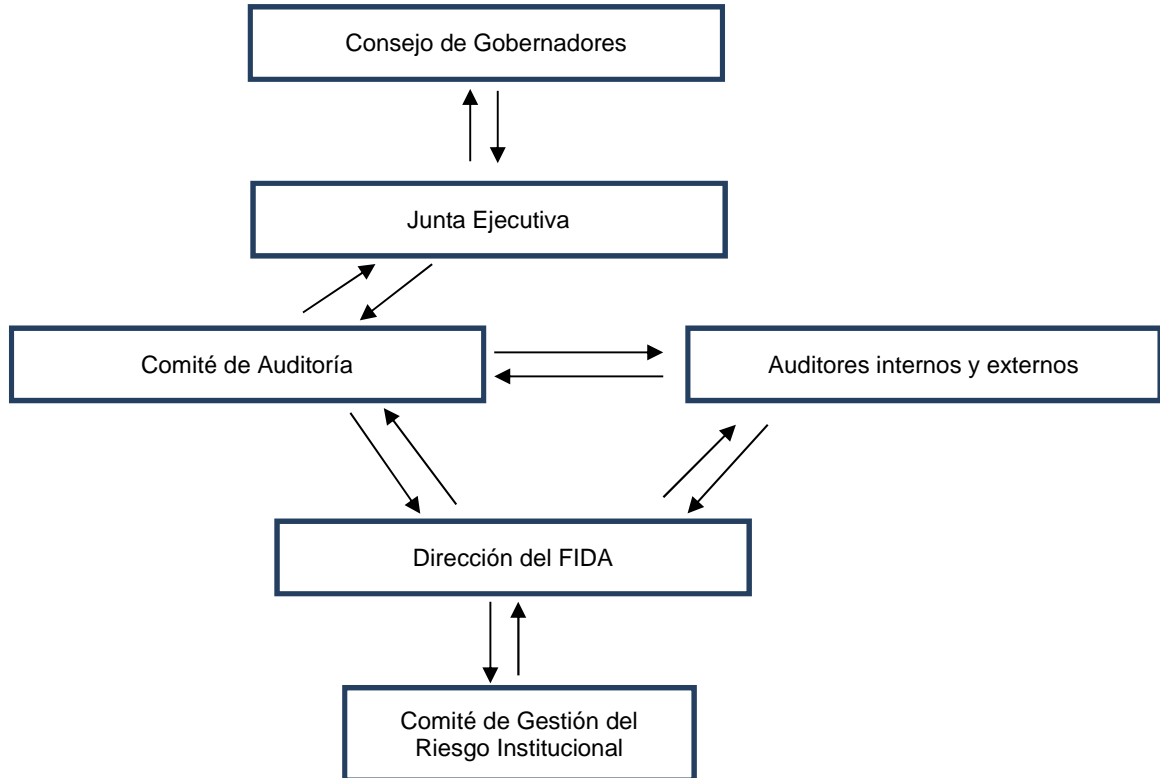 Consejo de Gobernadores
Junta Ejecutiva
Comité de Auditoría
Auditores internos y externos
Dirección del FIDA
Comité de Gestión del
Riesgo Institucional